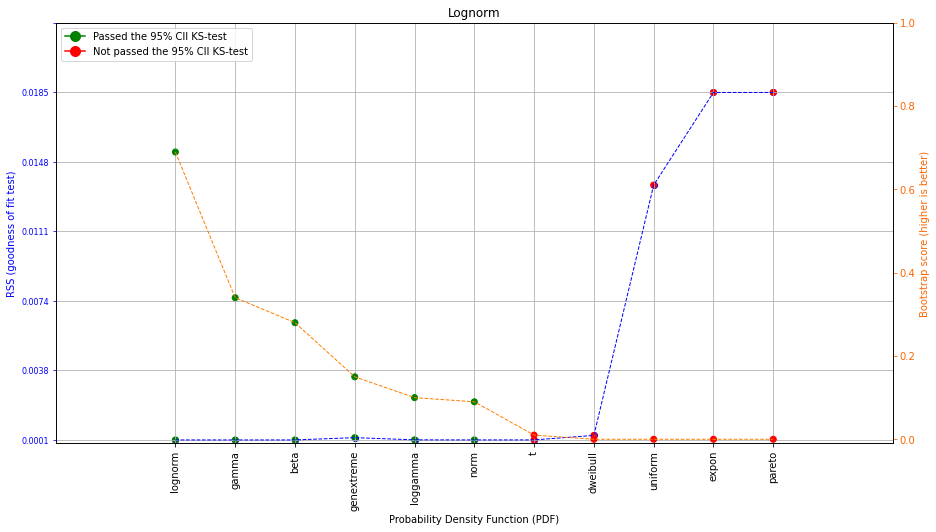 Lognorm
Passed the 95% CII KS-test
Not passed the 95% CII KS-test
RSS (goodness of fit test)
0.0185
0.0148
0.0111
0.0074
0.0038
0.0001
1.0
0.8
0.6
0.4
0.2
0.0
Bootstrap score (higher is better)
lognorm
gamma
beta
genextreme
loggamma
norm
t
dweibull
uniform
expon
pareto
Probability Density Function (PDF)